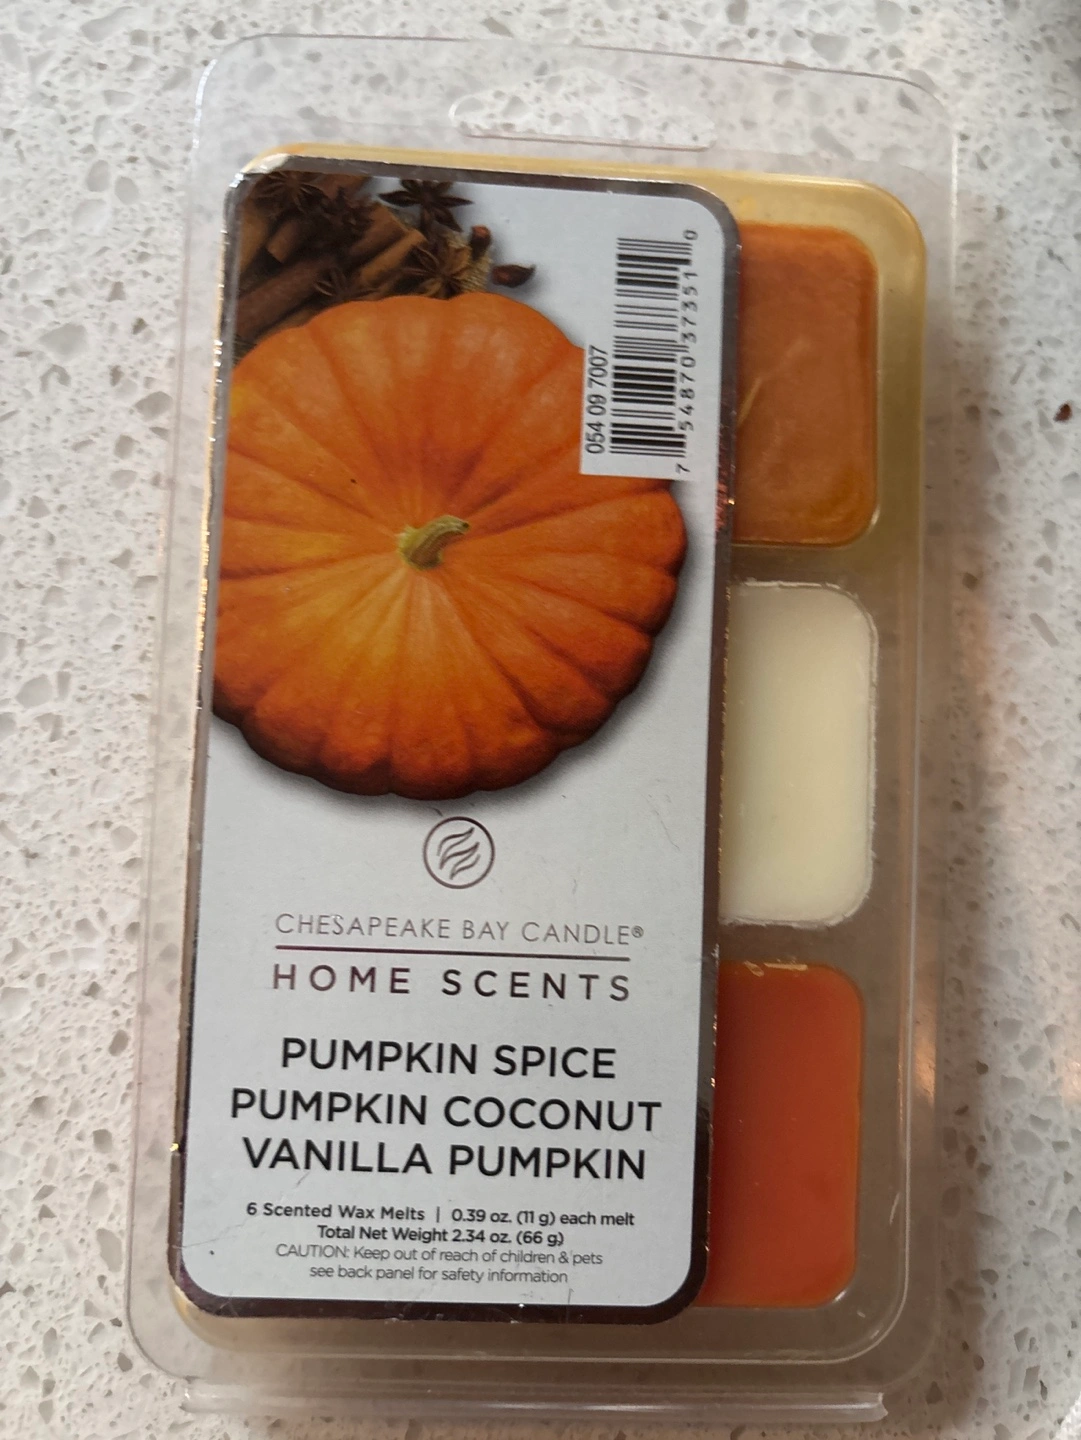 054 09 7007
7 54870 37351 0
CHESAPEAKE BAY CANDLE®
HOME SCENTS
PUMPKIN SPICE
PUMPKIN COCONUT
VANILLA PUMPKIN
6 Scented Wax Melts | 0.39 oz. (11 g) each melt
Total Net Weight 2.34 oz. (66 g)
CAUTION: Keep out of reach of children & pets
see back panel for safety information